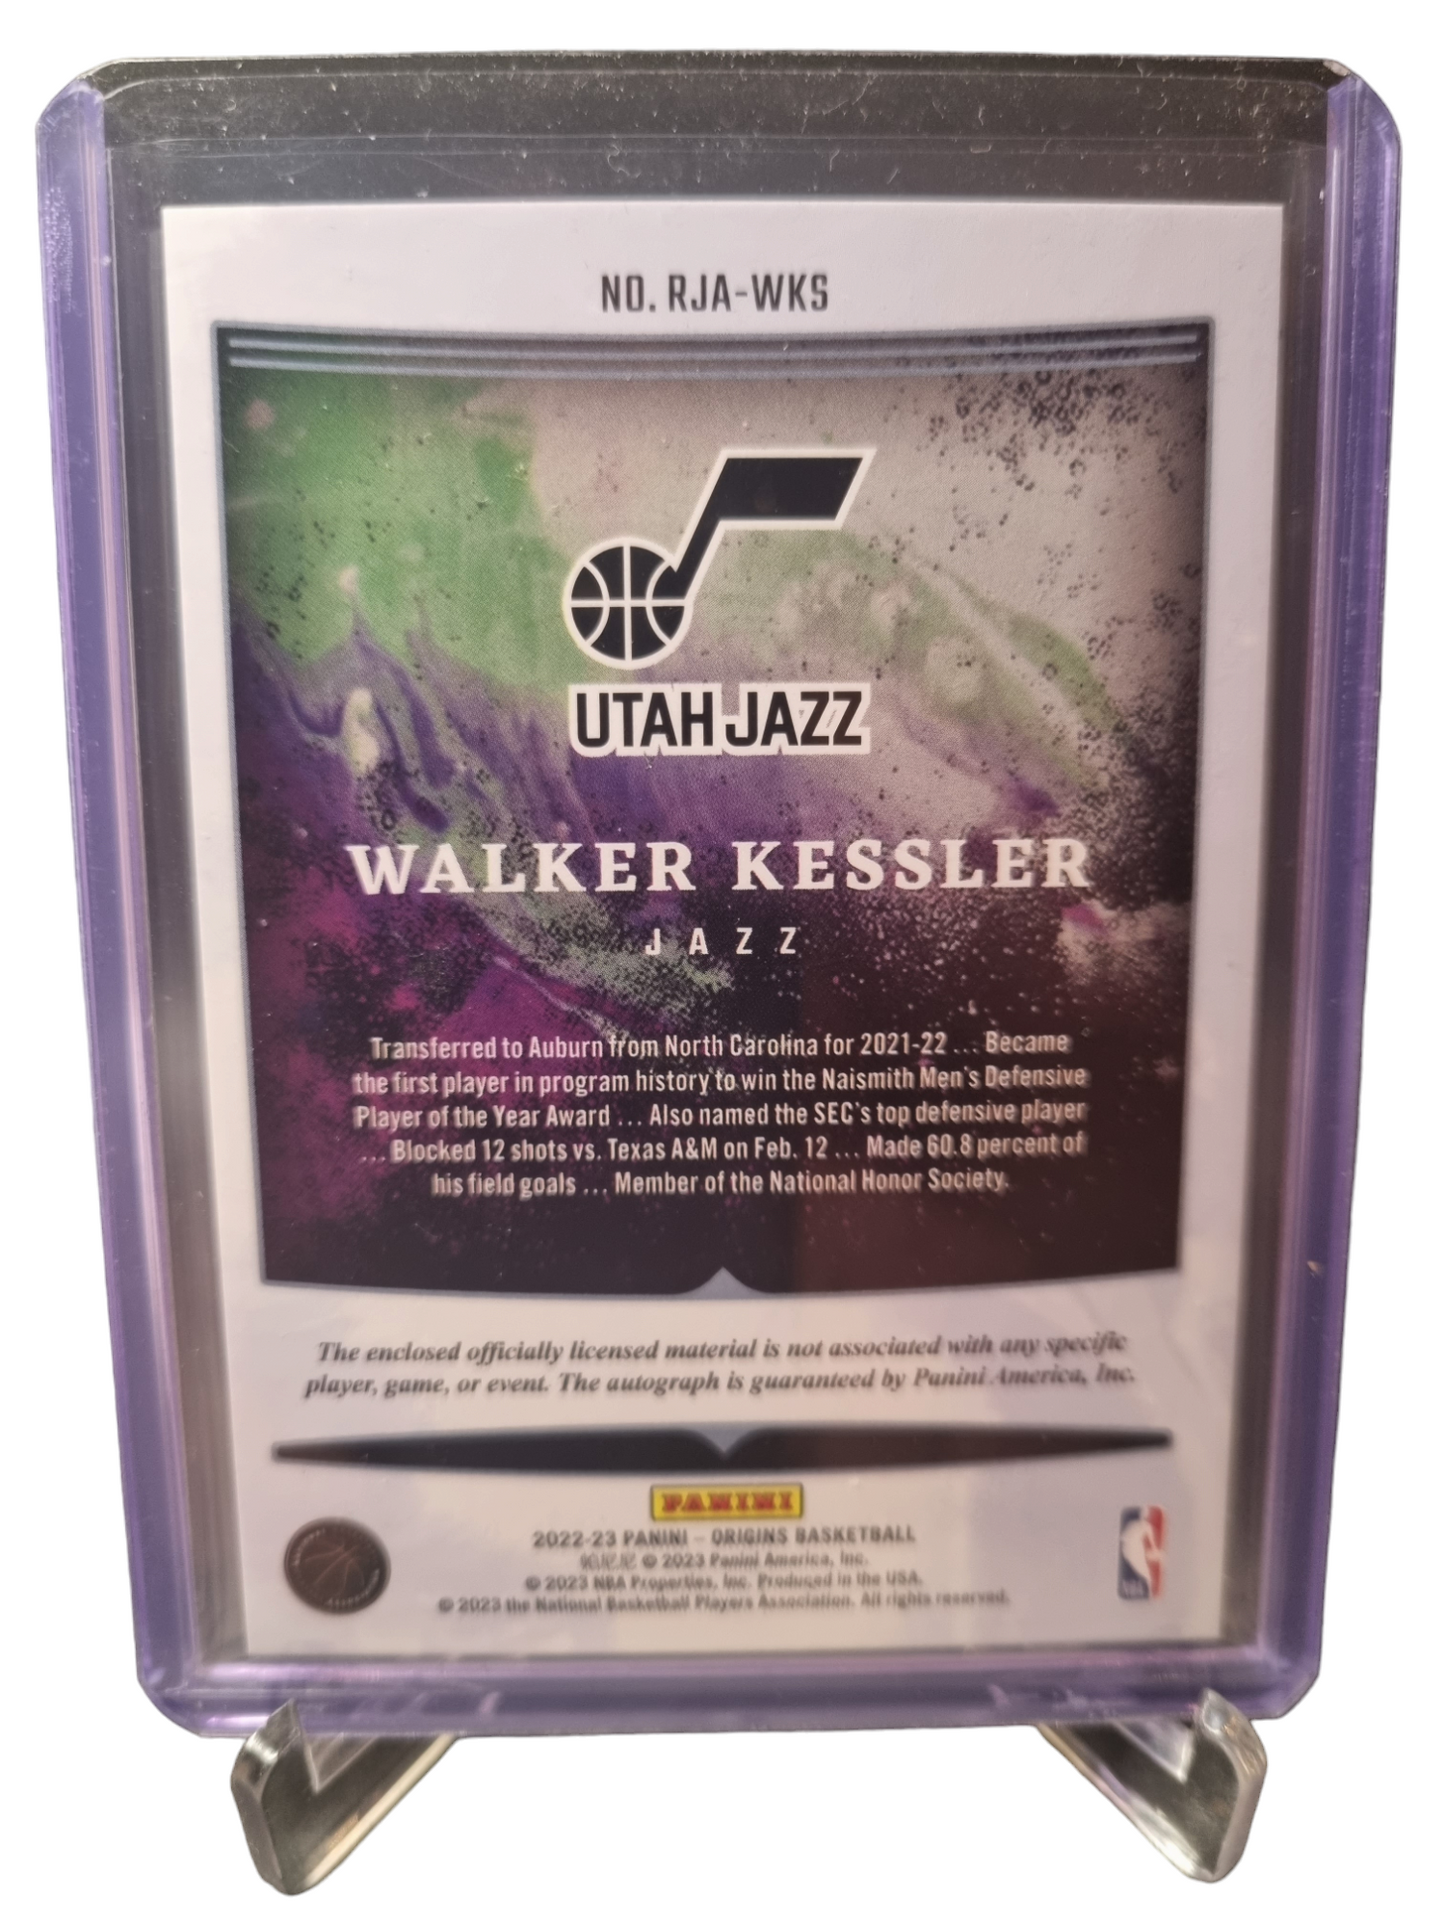 NO. RJA-WKS
UTAH JAZZ
WALKER KESSLER
JAZZ
Transferred to Auburn from North Carolina for 2021-22 ... Became
the first player in program history to win the Naismith Men's Defensive
Player of the Year Award ... Also named the SEC's top defensive player
... Blocked 12 shots vs. Texas A&M on Feb. 12 ... Made 60.8 percent of
his field goals ... Member of the National Honor Society.
The enclosed officially licensed material is not associated with any specific
player, game, or event. The autograph is guaranteed by Panini America, Inc.
PANINI
2022-23 PANINI – ORIGINS BASKETBALL
© 2023 Panini America, Inc.
© 2023 NBA Properties, Inc. Produced in the USA.
© 2023 the National Basketball Players Association. All rights reserved.